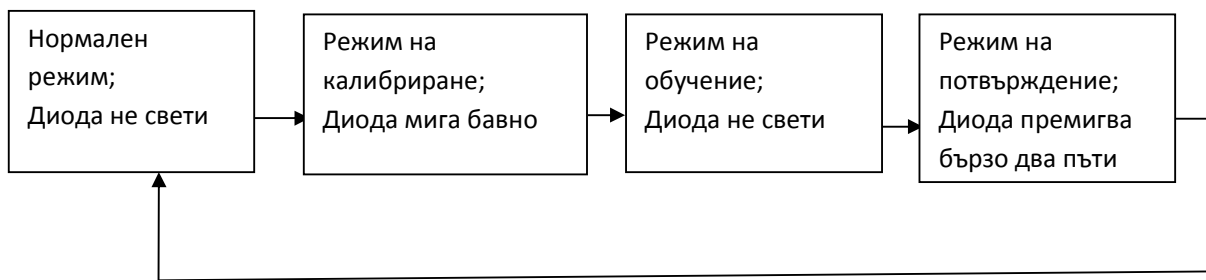 Нормален
режим;
Диода не свети
Режим на
калибриране;
Диода мига бавно
Режим на
обучение;
Диода не свети
Режим на
потвърждение;
Диода премигва
бързо два пъти